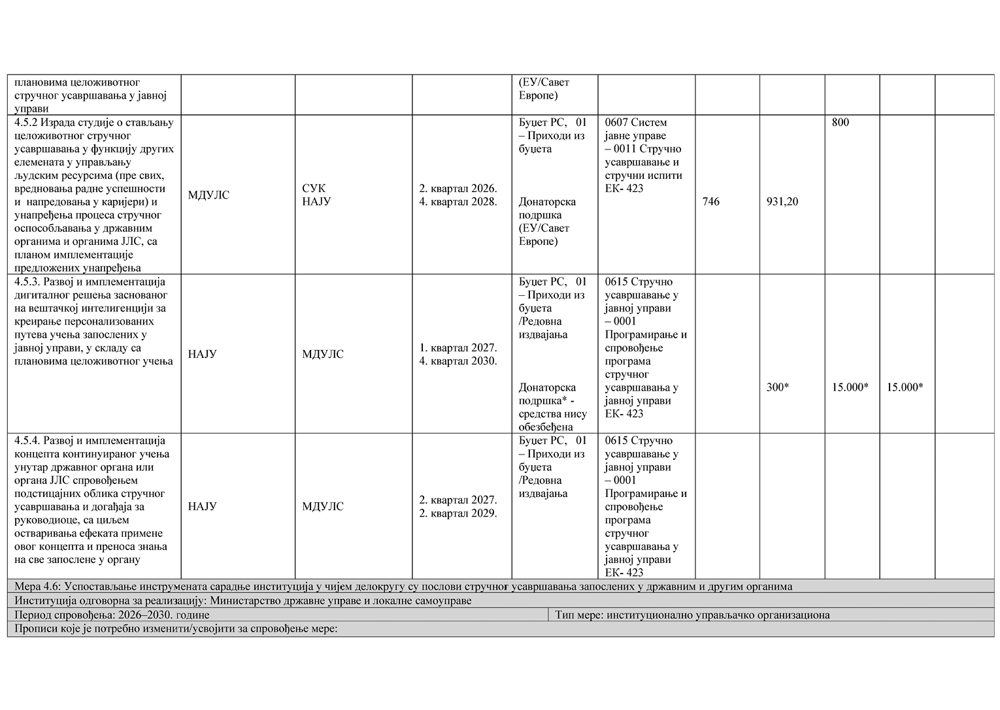 плановима целоживотног
стручног усавршавања у јавној
управи
(ЕУ/Савет
Европе)
4.5.2 Израда студије о стављању
целоживотног стручног
усавршавања у функцију других
елемената у управљању
људским ресурсима (пре свих,
вредновања радне успешности
и  напредовања у каријери) и
унапређења процеса стручног
оспособљавања у државним
органима и органима ЈЛС, са
планом имплементације
предложених унапређења
МДУЛС
СУК
НАЈУ
2. квартал 2026.
4. квартал 2028.
Буџет РС,   01
– Приходи из
буџета
Донаторска
подршка
(ЕУ/Савет
Европе)
0607 Систем
јавне управе
– 0011 Стручно
усавршавање и
стручни испити
ЕК- 423
746
931,20
800
4.5.3. Развој и имплементација
дигиталног решења заснованог
на вештачкој интелигенцији за
креирање персонализованих
путева учења запослених у
јавној управи, у складу са
плановима целоживотног учења
НАЈУ
МДУЛС
1. квартал 2027.
4. квартал 2030.
Буџет РС,   01
– Приходи из
буџета
/Редовна
издвајања
Донаторска
подршка* -
средства нису
обезбеђена
0615 Стручно
усавршавање у
јавној управи
– 0001
Програмирање и
спровођење
програма
стручног
усавршавања у
јавној управи
ЕК- 423
300*
15.000*
15.000*
4.5.4. Развој и имплементација
концепта континуираног учења
унутар државног органа или
органа ЈЛС спровођењем
подстицајних облика стручног
усавршавања и догађаја за
руководиоце, са циљем
остваривања ефеката примене
овог концепта и преноса знања
на све запослене у органу
НАЈУ
МДУЛС
2. квартал 2027.
2. квартал 2029.
Буџет РС,   01
– Приходи из
буџета
/Редовна
издвајања
0615 Стручно
усавршавање у
јавној управи
– 0001
Програмирање и
спровођење
програма
стручног
усавршавања у
јавној управи
ЕК- 423
Мера 4.6: Успостављање инструмената сарадње институција у чијем делокругу су послови стручног усавршавања запослених у државним и другим органима
Институција одговорна за реализацију: Министарство државне управе и локалне самоуправе
Период спровођења: 2026–2030. године
Тип мере: институционално управљачко организациона
Прописи које је потребно изменити/усвојити за спровођење мере: